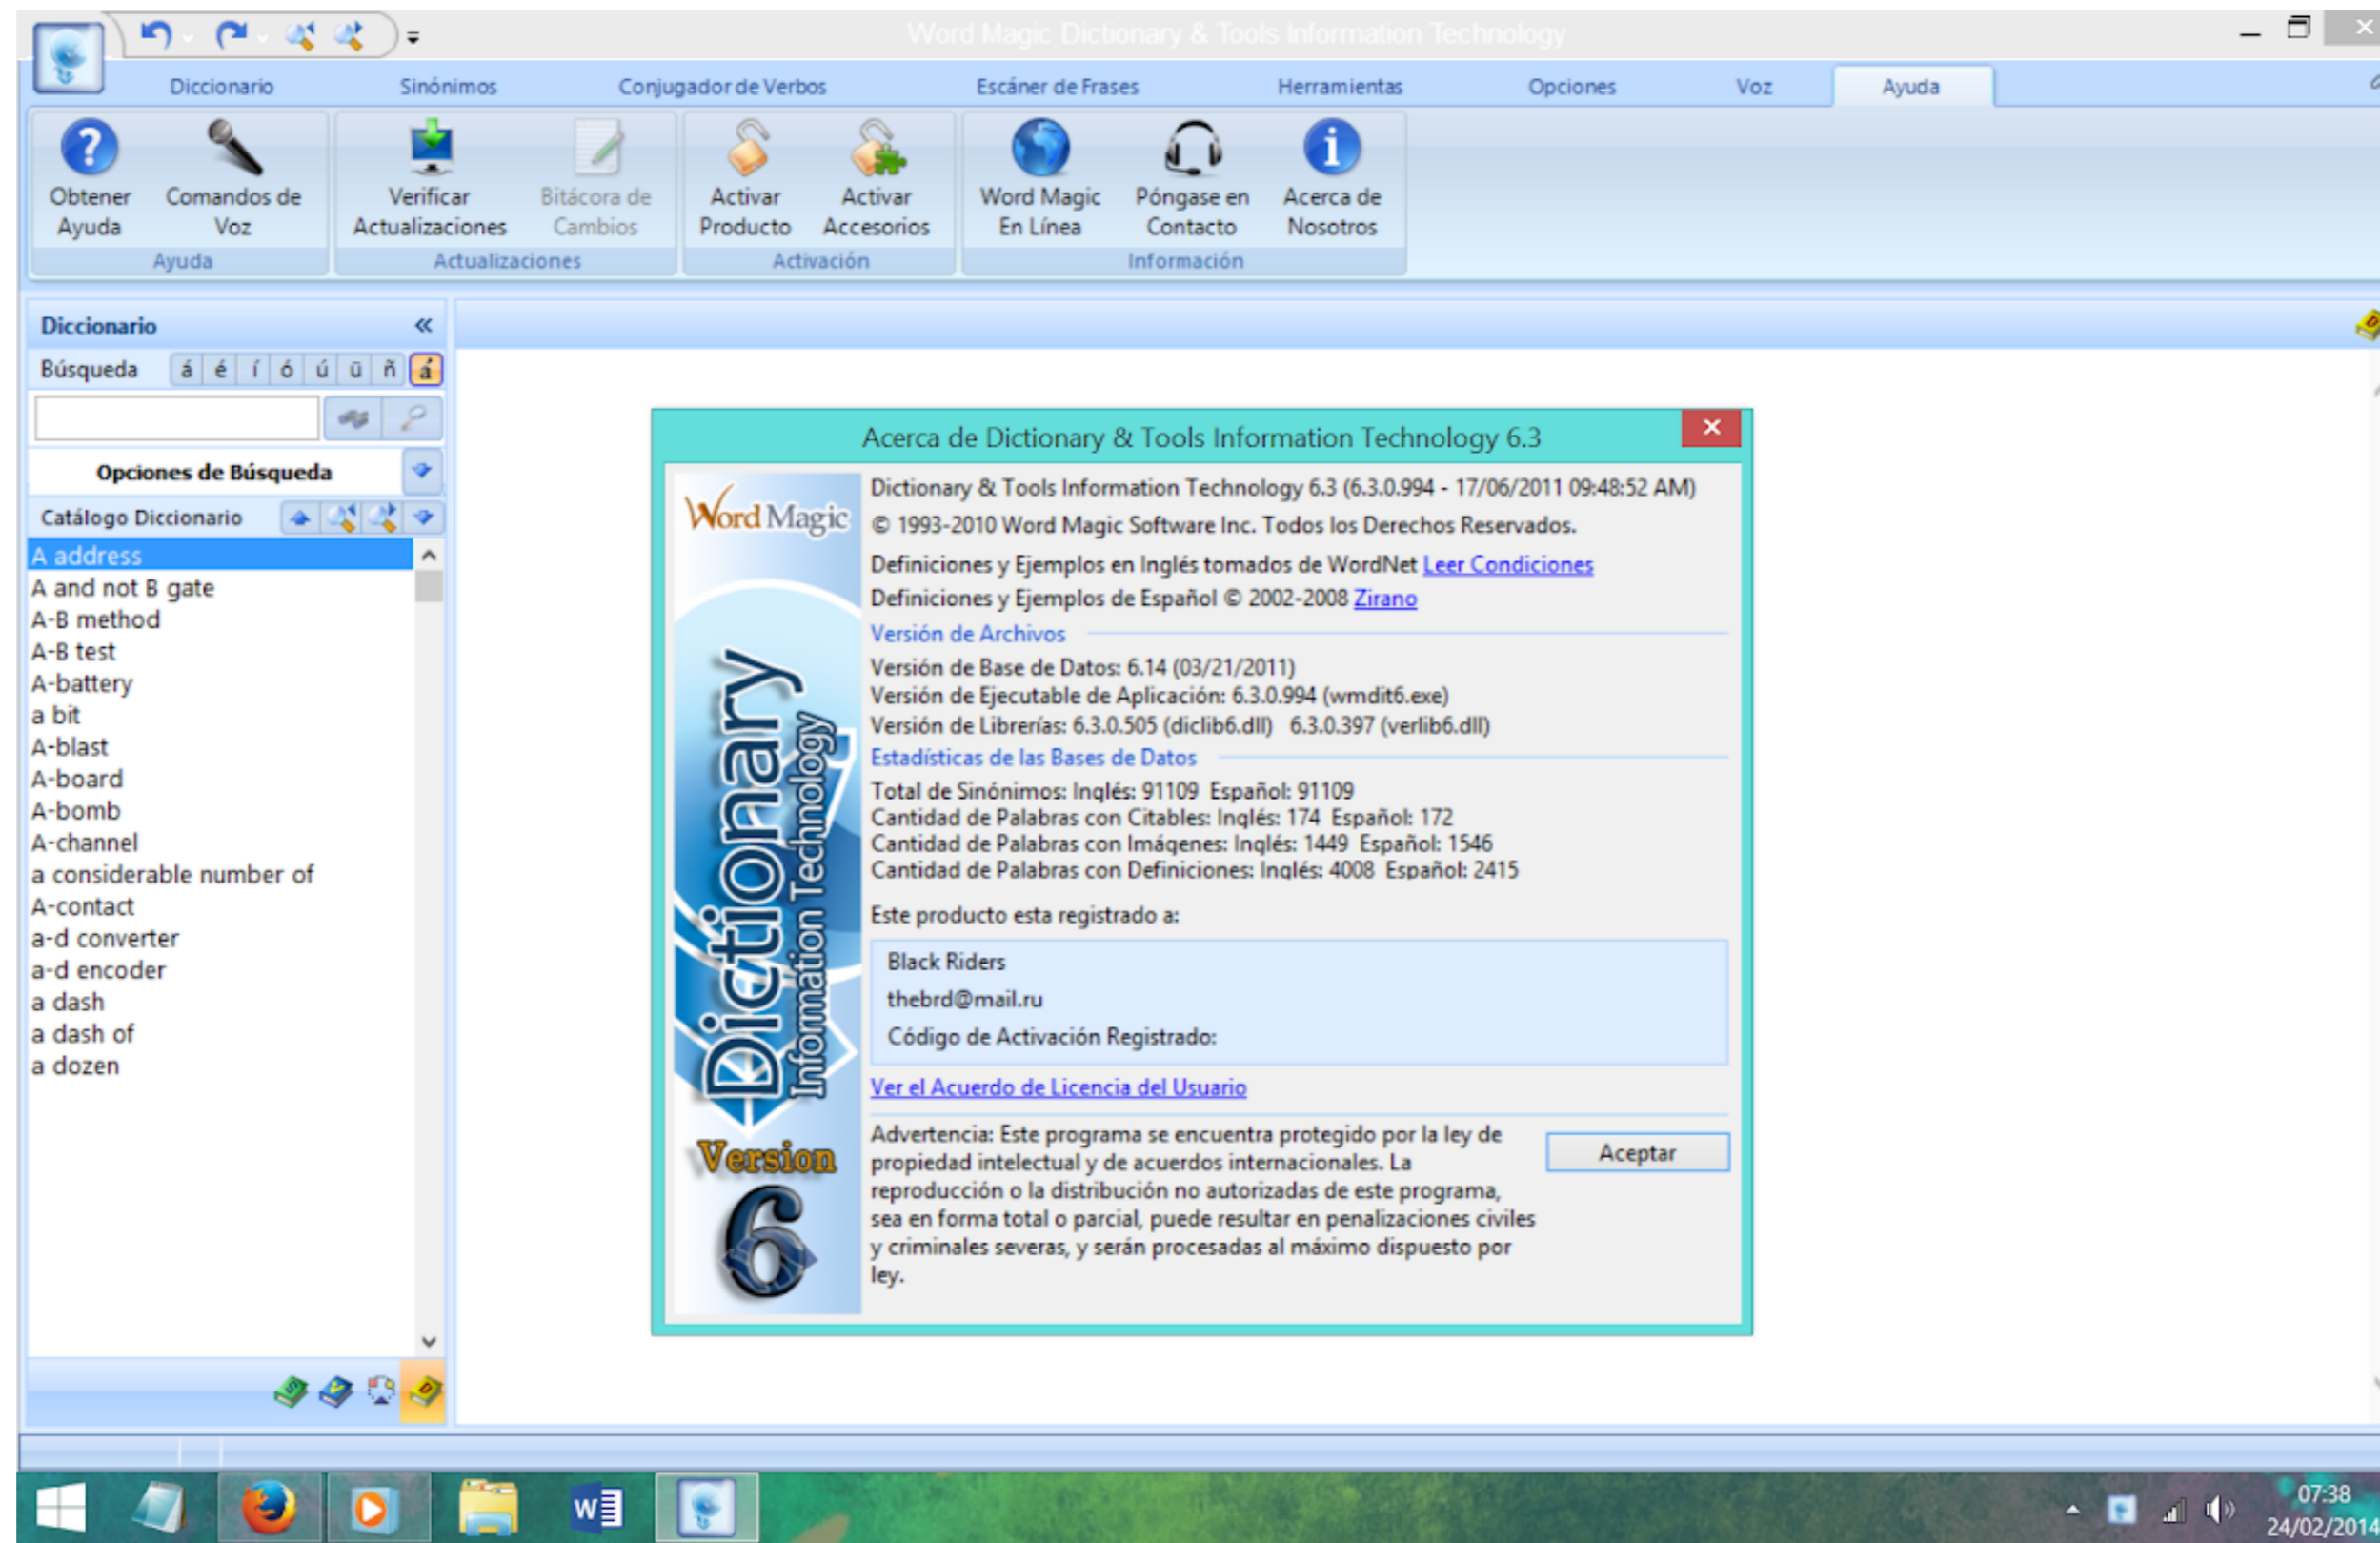 Word Magic Dictionary & Tools Information Technology
Diccionario Sinónimos Conjugador de Verbos Escáner de Frases Herramientas Opciones Voz Ayuda
Obtener Ayuda
Comandos de Voz
Verificar Actualizaciones
Bitácora de Cambios
Activar Producto
Activar Accesorios
Word Magic En Línea
Póngase en Contacto
Acerca de Nosotros
Ayuda Actualizaciones Activación Información
Diccionario
Búsqueda á é í ó ú ü ñ á
Opciones de Búsqueda
Catálogo Diccionario
A address
A and not B gate
A-B method
A-B test
A-battery
a bit
A-blast
A-board
A-bomb
A-channel
a considerable number of
A-contact
a-d converter
a-d encoder
a dash
a dash of
a dozen
Acerca de Dictionary & Tools Information Technology 6.3
Word Magic
Dictionary
Information Technology
Version
6
Dictionary & Tools Information Technology 6.3 (6.3.0.994 - 17/06/2011 09:48:52 AM)
© 1993-2010 Word Magic Software Inc. Todos los Derechos Reservados.
Definiciones y Ejemplos en Inglés tomados de WordNet Leer Condiciones
Definiciones y Ejemplos de Español © 2002-2008 Zirano
Versión de Archivos
Versión de Base de Datos: 6.14 (03/21/2011)
Versión de Ejecutable de Aplicación: 6.3.0.994 (wmdit6.exe)
Versión de Librerías: 6.3.0.505 (diclib6.dll) 6.3.0.397 (verlib6.dll)
Estadísticas de las Bases de Datos
Total de Sinónimos: Inglés: 91109 Español: 91109
Cantidad de Palabras con Citables: Inglés: 174 Español: 172
Cantidad de Palabras con Imágenes: Inglés: 1449 Español: 1546
Cantidad de Palabras con Definiciones: Inglés: 4008 Español: 2415
Este producto esta registrado a:
Black Riders
thebrd@mail.ru
Código de Activación Registrado:
Ver el Acuerdo de Licencia del Usuario
Advertencia: Este programa se encuentra protegido por la ley de
propiedad intelectual y de acuerdos internacionales. La
reproducción o la distribución no autorizadas de este programa,
sea en forma total o parcial, puede resultar en penalizaciones civiles
y criminales severas, y serán procesadas al máximo dispuesto por
ley.
Aceptar
07:38
24/02/2014